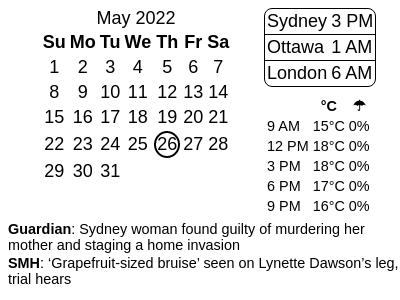 May 2022
Su Mo Tu We Th Fr Sa
1 2 3 4 5 6 7
8 9 10 11 12 13 14
15 16 17 18 19 20 21
22 23 24 25 26 27 28
29 30 31
Sydney 3 PM
Ottawa 1 AM
London 6 AM
°C ☂
9 AM 15°C 0%
12 PM 18°C 0%
3 PM 18°C 0%
6 PM 17°C 0%
9 PM 16°C 0%
Guardian: Sydney woman found guilty of murdering her
mother and staging a home invasion
SMH: ‘Grapefruit-sized bruise’ seen on Lynette Dawson’s leg,
trial hears